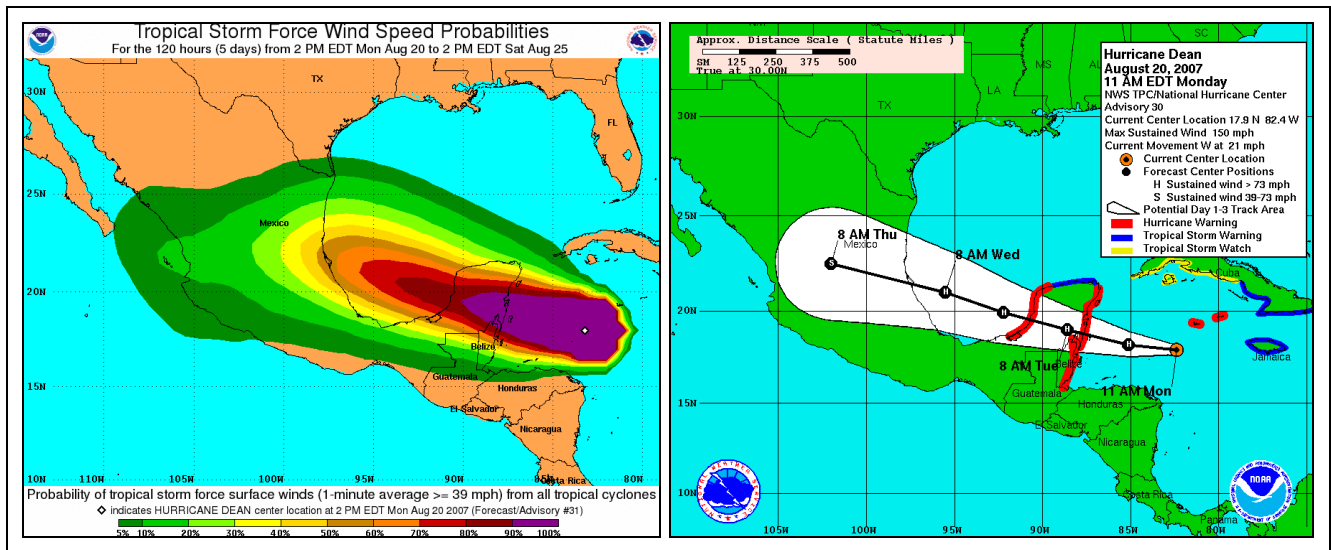 Tropical Storm Force Wind Speed Probabilities
For the 120 hours (5 days) from 2 PM EDT Mon Aug 20 to 2 PM EDT Sat Aug 25
TX
30N
FL
25N
Mexico
20N
Belize
Guatemala
15N
Honduras
El Salvador
Nicaragua
Costa Rica
10N 110W 105W 100W 95W 90W 85W 80W
Probability of tropical storm force surface winds (1-minute average >= 39 mph) from all tropical cyclones
indicates HURRICANE DEAN center location at 2 PM EDT Mon Aug 20 2007 (Forecast/Advisory #31)
5% 10% 20% 30% 40% 50% 60% 70% 80% 90% 100%
Approx. Distance Scale ( Statute Miles )
SM 125 250 375 500
True at 30.00N
SC
MS
AL
LA
TX
Hurricane Dean
August 20, 2007
11 AM EDT Monday
NWS TPC/National Hurricane Center
Advisory 30
Current Center Location 17.9 N 82.4 W
Max Sustained Wind 150 mph
Current Movement W at 21 mph
Current Center Location
Forecast Center Positions
H Sustained wind > 73 mph
S Sustained wind 39-73 mph
Potential Day 1-3 Track Area
Hurricane Warning
Tropical Storm Warning
Tropical Storm Watch
30N
25N
8 AM Thu
Mexico
8 AM Wed
Cuba
S
H
20N
H
H
H
Jamaica
8 AM Tue
Belize
11 AM Mon
Guatemala
15N
Honduras
El Salvador
Nicaragua
Costa Rica
10N
Panama
NOAA
105W 100W 95W 90W 85W 80W